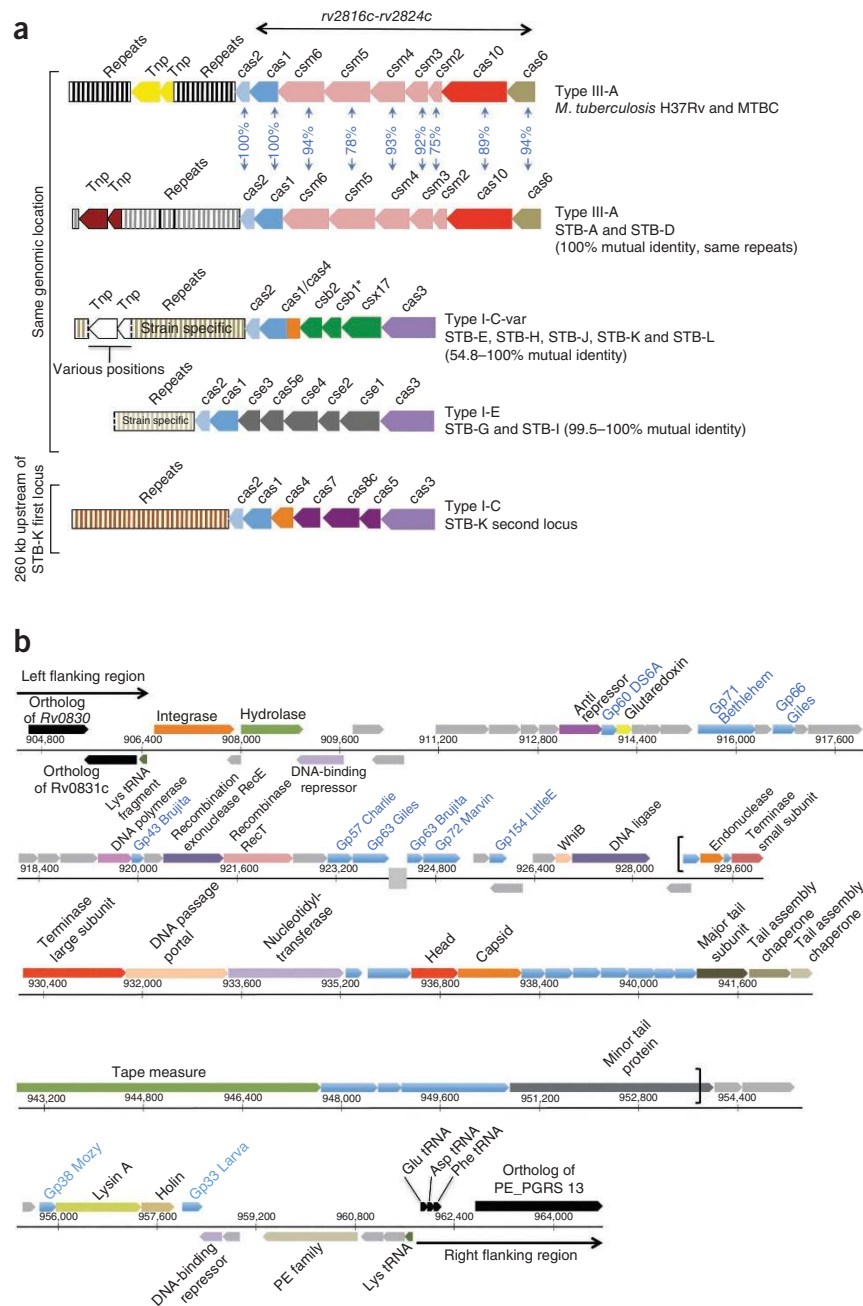 a
rv2816c-rv2824c
Repeats
Tnp
Tnp
Repeats
cas2
cas1
csm6
csm5
csm4
csm3
csm2
cas10
cas6
Type III-A
M. tuberculosis H37Rv and MTBC
100%
100%
94%
78%
93%
92%
75%
89%
94%
Same genomic location
Tnp
Tnp
Repeats
cas2
cas1
csm6
csm5
csm4
csm3
csm2
cas10
cas6
Type III-A
STB-A and STB-D
(100% mutual identity, same repeats)
Tnp
Tnp
Repeats
cas2
cas1/cas4
csb2
csb1*
csx17
cas3
Strain specific
Various positions
Type I-C-var
STB-E, STB-H, STB-J, STB-K and STB-L
(54.8–100% mutual identity)
Repeats
cas2
cas1
cse3
cas5e
cse4
cse2
cse1
cas3
Strain specific
Type I-E
STB-G and STB-I (99.5–100% mutual identity)
260 kb upstream of
STB-K first locus
Repeats
cas2
cas1
cas4
cas7
cas8c
cas5
cas3
Type I-C
STB-K second locus
b
Left flanking region
Ortholog
of Rv0830
Integrase
Hydrolase
Anti
repressor
Gp60 DS6A
Glutaredoxin
Gp71
Bethlehem
Gp66
Giles
904,800
906,400
908,000
909,600
911,200
912,800
914,400
916,000
917,600
Ortholog
of Rv0831c
Lys tRNA
fragment
DNA-binding
repressor
DNA polymerase
Gp43 Brujita
Recombination
exonuclease RecE
Recombinase
RecT
Gp57 Charlie
Gp63 Giles
Gp63 Brujita
Gp72 Marvin
Gp154 LittleE
WhiB
DNA ligase
Endonuclease
Terminase
small subunit
918,400
920,000
921,600
923,200
924,800
926,400
928,000
929,600
Terminase
large subunit
DNA passage
portal
Nucleotidyl-
transferase
Head
Capsid
Major tail
subunit
Tail assembly
chaperone
Tail assembly
chaperone
930,400
932,000
933,600
935,200
936,800
938,400
940,000
941,600
Tape measure
Minor tail
protein
943,200
944,800
946,400
948,000
949,600
951,200
952,800
954,400
Gp38 Mozy
Lysin A
Holin
Gp33 Larva
Glu tRNA
Asp tRNA
Phe tRNA
Ortholog of
PE_PGRS 13
956,000
957,600
959,200
960,800
962,400
964,000
DNA-binding
repressor
PE family
Lys tRNA
Right flanking region